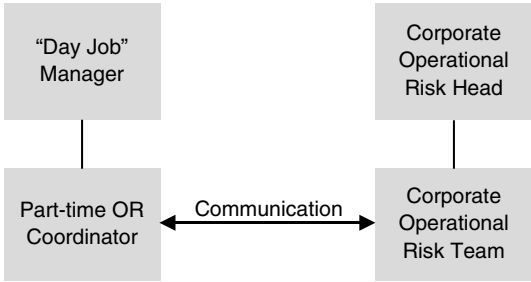 “Day Job”
Manager
Corporate
Operational
Risk Head
Part-time OR
Coordinator
Communication
Corporate
Operational
Risk Team